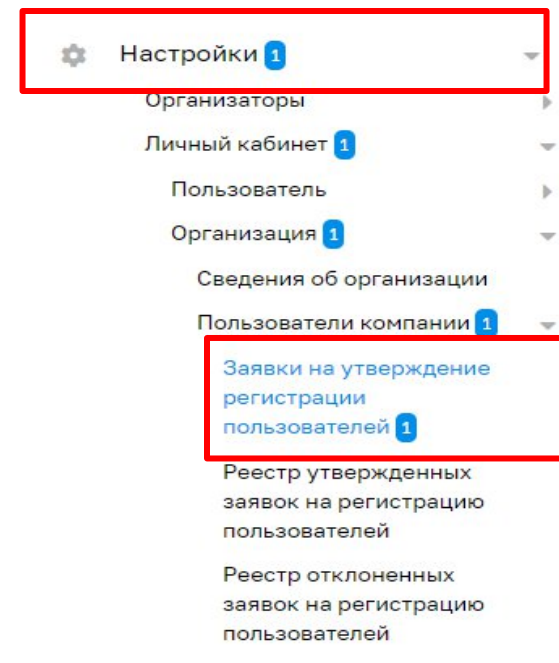 Настройки 1
Организаторы
Личный кабинет 1
Пользователь
Организация 1
Сведения об организации
Пользователи компании 1
Заявки на утверждение
регистрации
пользователей 1
Реестр утвержденных
заявок на регистрацию
пользователей
Реестр отклоненных
заявок на регистрацию
пользователей